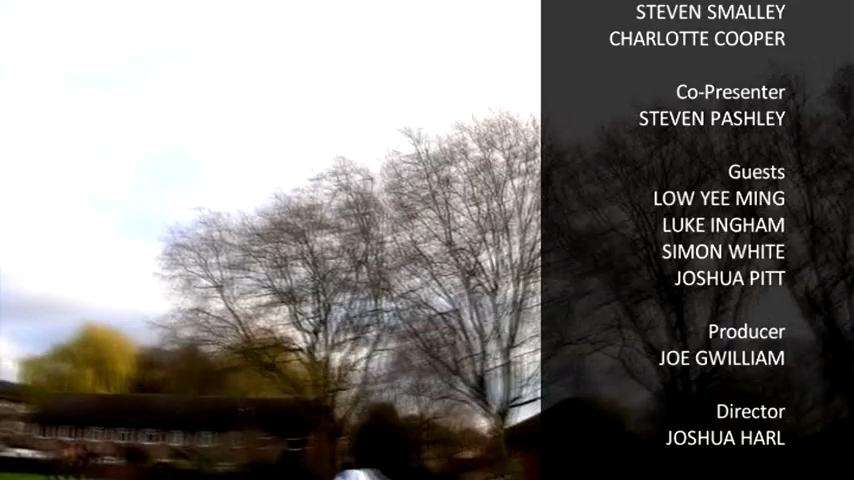 STEVEN SMALLEY
CHARLOTTE COOPER
Co-Presenter
STEVEN PASHLEY
Guests
LOW YEE MING
LUKE INGHAM
SIMON WHITE
JOSHUA PITT
Producer
JOE GWILLIAM
Director
JOSHUA HARL